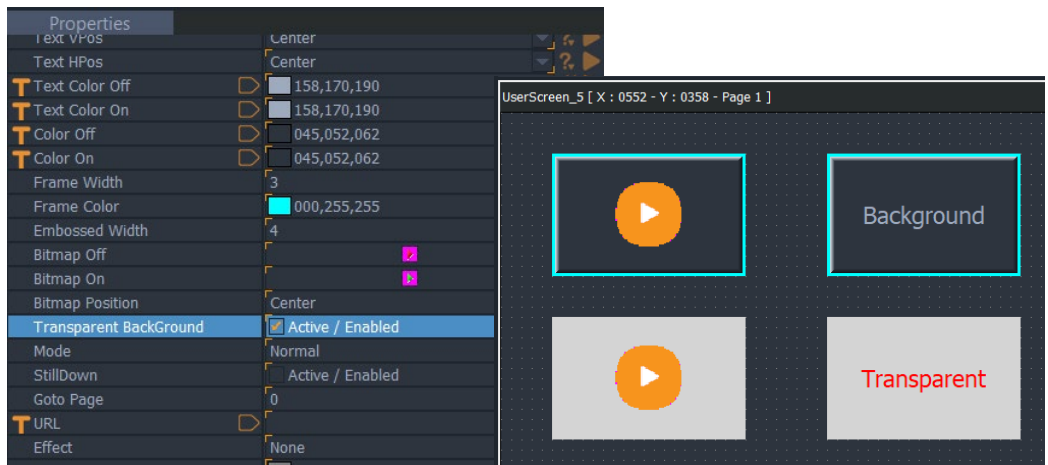 Properties
Text VPos Center
Text HPos Center
Text Color Off 158,170,190
Text Color On 158,170,190
Color Off 045,052,062
Color On 045,052,062
Frame Width 3
Frame Color 000,255,255
Embossed Width 4
Bitmap Off
Bitmap On
Bitmap Position Center
Transparent BackGround Active / Enabled
Mode Normal
StillDown Active / Enabled
Goto Page 0
URL
Effect None
UserScreen_5 [ X : 0552 - Y : 0358 - Page 1 ]
Background
Transparent